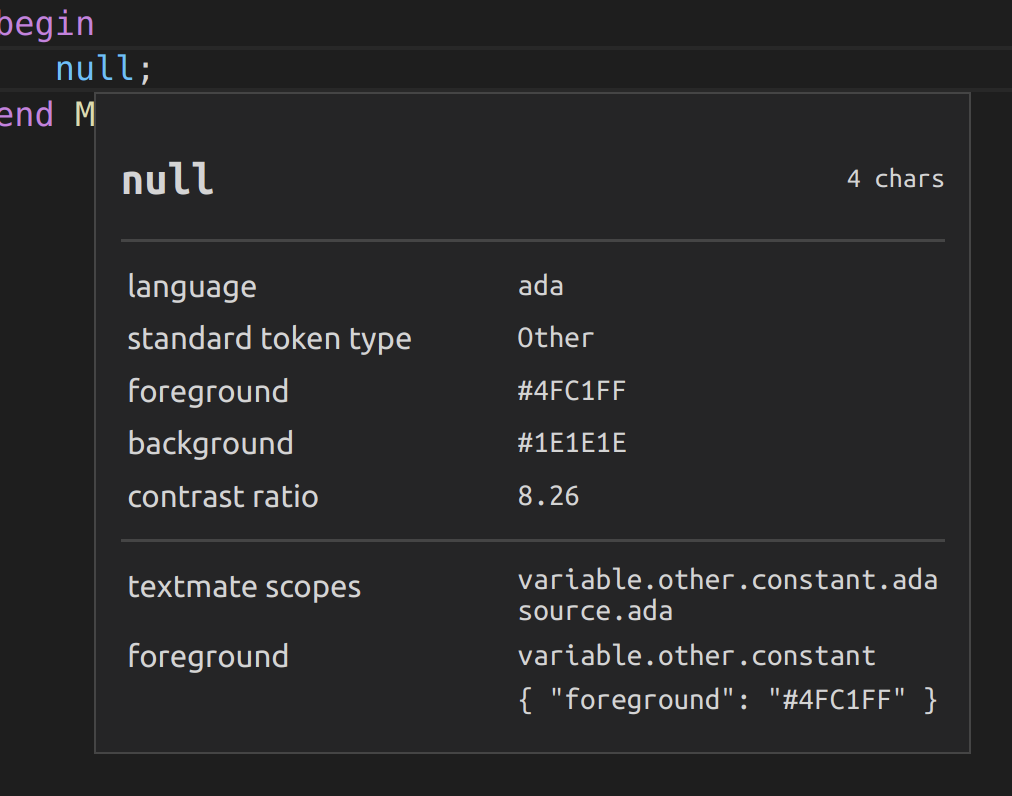 begin
null;
end M
null 4 chars
language ada
standard token type Other
foreground #4FC1FF
background #1E1E1E
contrast ratio 8.26
textmate scopes variable.other.constant.ada
source.ada
foreground variable.other.constant
{ "foreground": "#4FC1FF" }